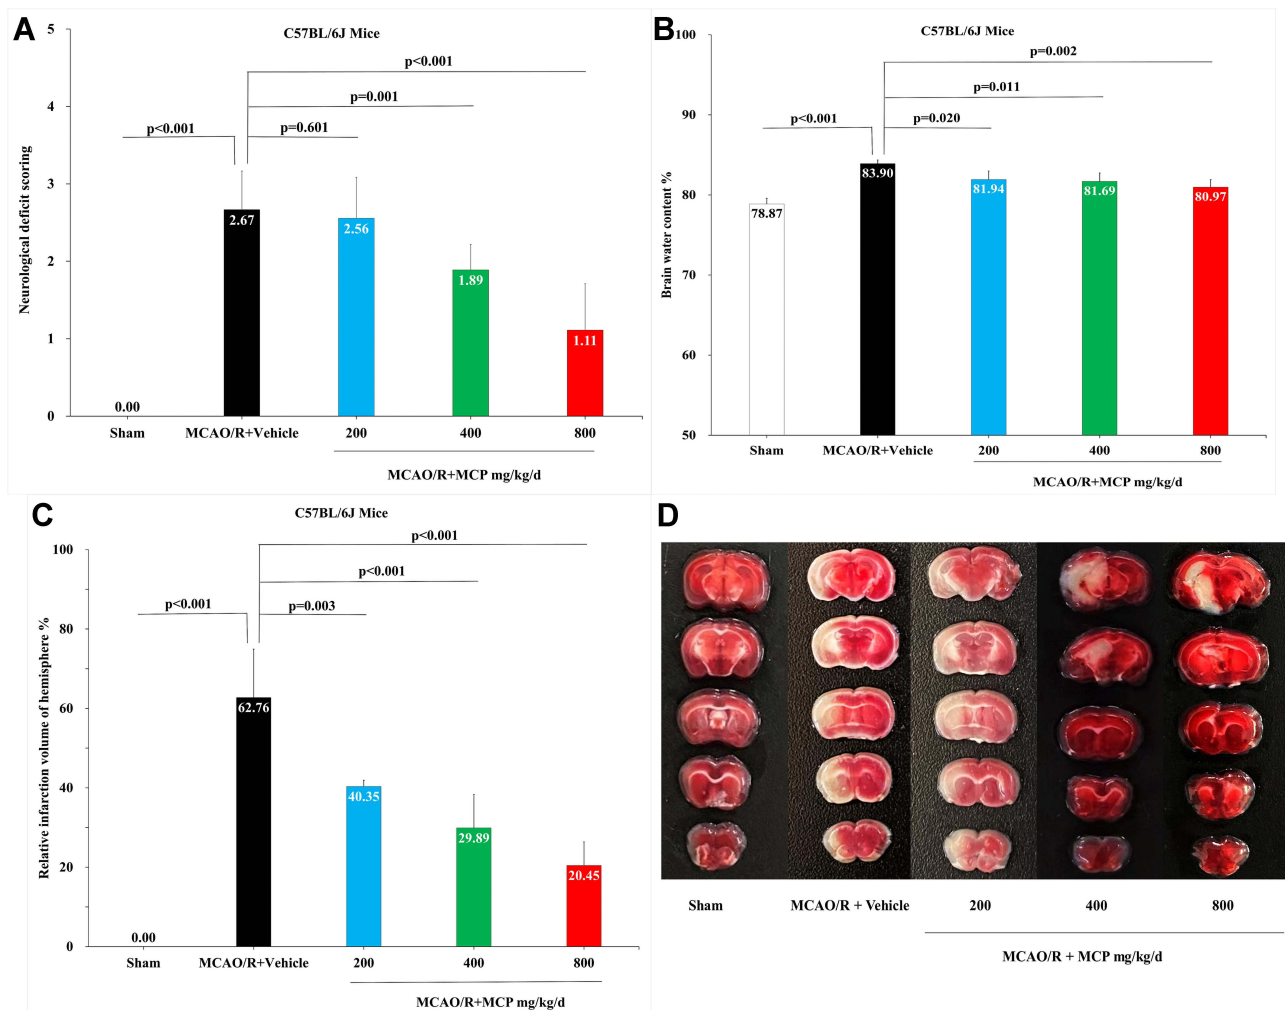 A
C57BL/6J Mice
5
4
3
2
1
0
Neurological deficit scoring
p<0.001
p=0.001
p<0.001
p=0.601
0.00
2.67
2.56
1.89
1.11
Sham
MCAO/R+Vehicle
200
400
800
MCAO/R+MCP mg/kg/d
B
C57BL/6J Mice
100
90
80
70
60
50
Brain water content %
p=0.002
p=0.011
p<0.001
p=0.020
78.87
83.90
81.94
81.69
80.97
Sham
MCAO/R+Vehicle
200
400
800
MCAO/R+MCP mg/kg/d
C
C57BL/6J Mice
100
80
60
40
20
0
Relative infarction volume of hemisphere %
p<0.001
p<0.001
p<0.001
p=0.003
0.00
62.76
40.35
29.89
20.45
Sham
MCAO/R+Vehicle
200
400
800
MCAO/R+MCP mg/kg/d
D
Sham
MCAO/R + Vehicle
200
400
800
MCAO/R + MCP mg/kg/d